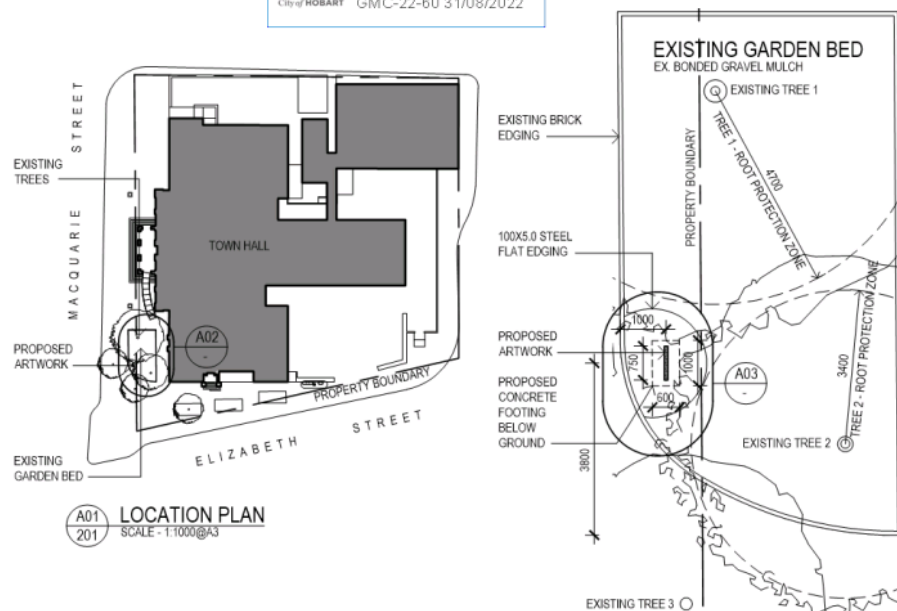 City of HOBART
GMC-22-60 31/08/2022
MACQUARIE STREET
EXISTING
TREES
TOWN HALL
A02
-
PROPOSED
ARTWORK
PROPERTY BOUNDARY
ELIZABETH STREET
EXISTING
GARDEN BED
A01
201
LOCATION PLAN
SCALE - 1:1000@A3
EXISTING GARDEN BED
EX. BONDED GRAVEL MULCH
EXISTING TREE 1
EXISTING BRICK
EDGING
PROPERTY BOUNDARY
4700
TREE 1 - ROOT PROTECTION ZONE
100X5.0 STEEL
FLAT EDGING
1000
PROPOSED
ARTWORK
750
1000
A03
-
600
PROPOSED
CONCRETE
FOOTING
BELOW
GROUND
3400
TREE 2 - ROOT PROTECTION ZONE
EXISTING TREE 2
3800
EXISTING TREE 3